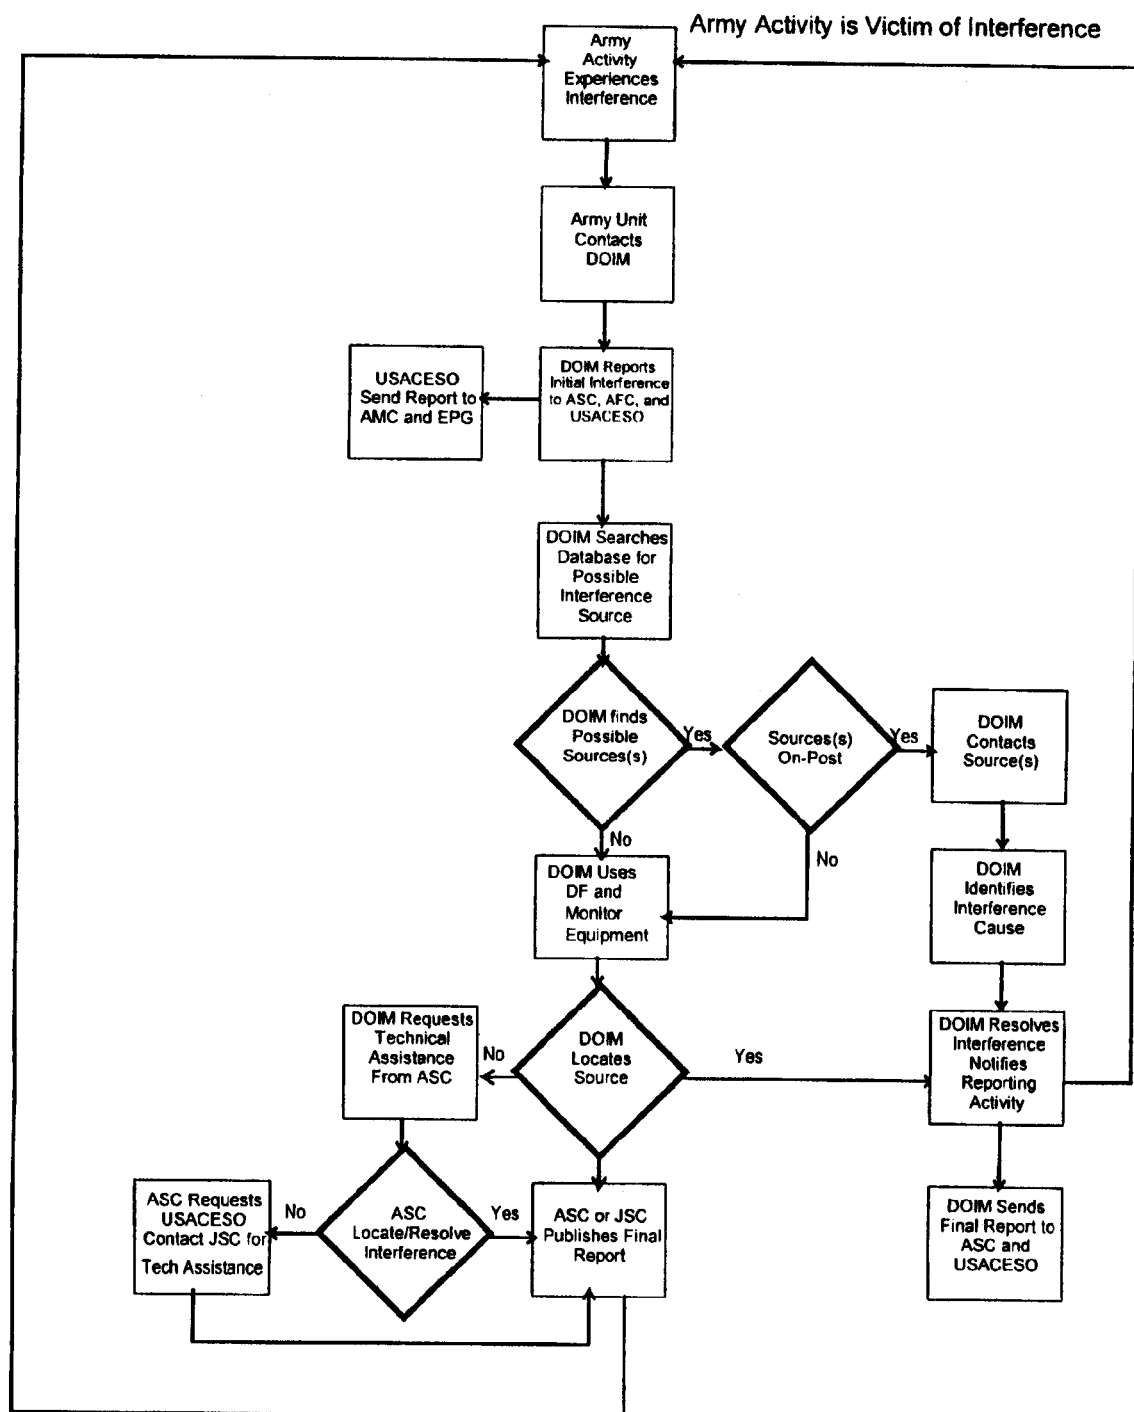 Army Activity is Victim of Interference
Army
Activity
Experiences
Interference
Army Unit
Contacts
DOIM
USACESO
Send Report to
AMC and EPG
DOIM Reports
Initial Interference
to ASC, AFC, and
USACESO
DOIM Searches
Database for
Possible
Interference
Source
DOIM finds
Possible
Sources(s)
Yes
Sources(s)
On-Post
Yes
DOIM
Contacts
Source(s)
No
No
DOIM Uses
DF and
Monitor
Equipment
DOIM
Identifies
Interference
Cause
DOIM Requests
Technical
Assistance
From ASC
No
DOIM
Locates
Source
Yes
DOIM Resolves
Interference
Notifies
Reporting
Activity
ASC Requests
USACESO
Contact JSC for
Tech Assistance
No
ASC
Locate/Resolve
Interference
Yes
ASC or JSC
Publishes Final
Report
DOIM Sends
Final Report to
ASC and
USACESO